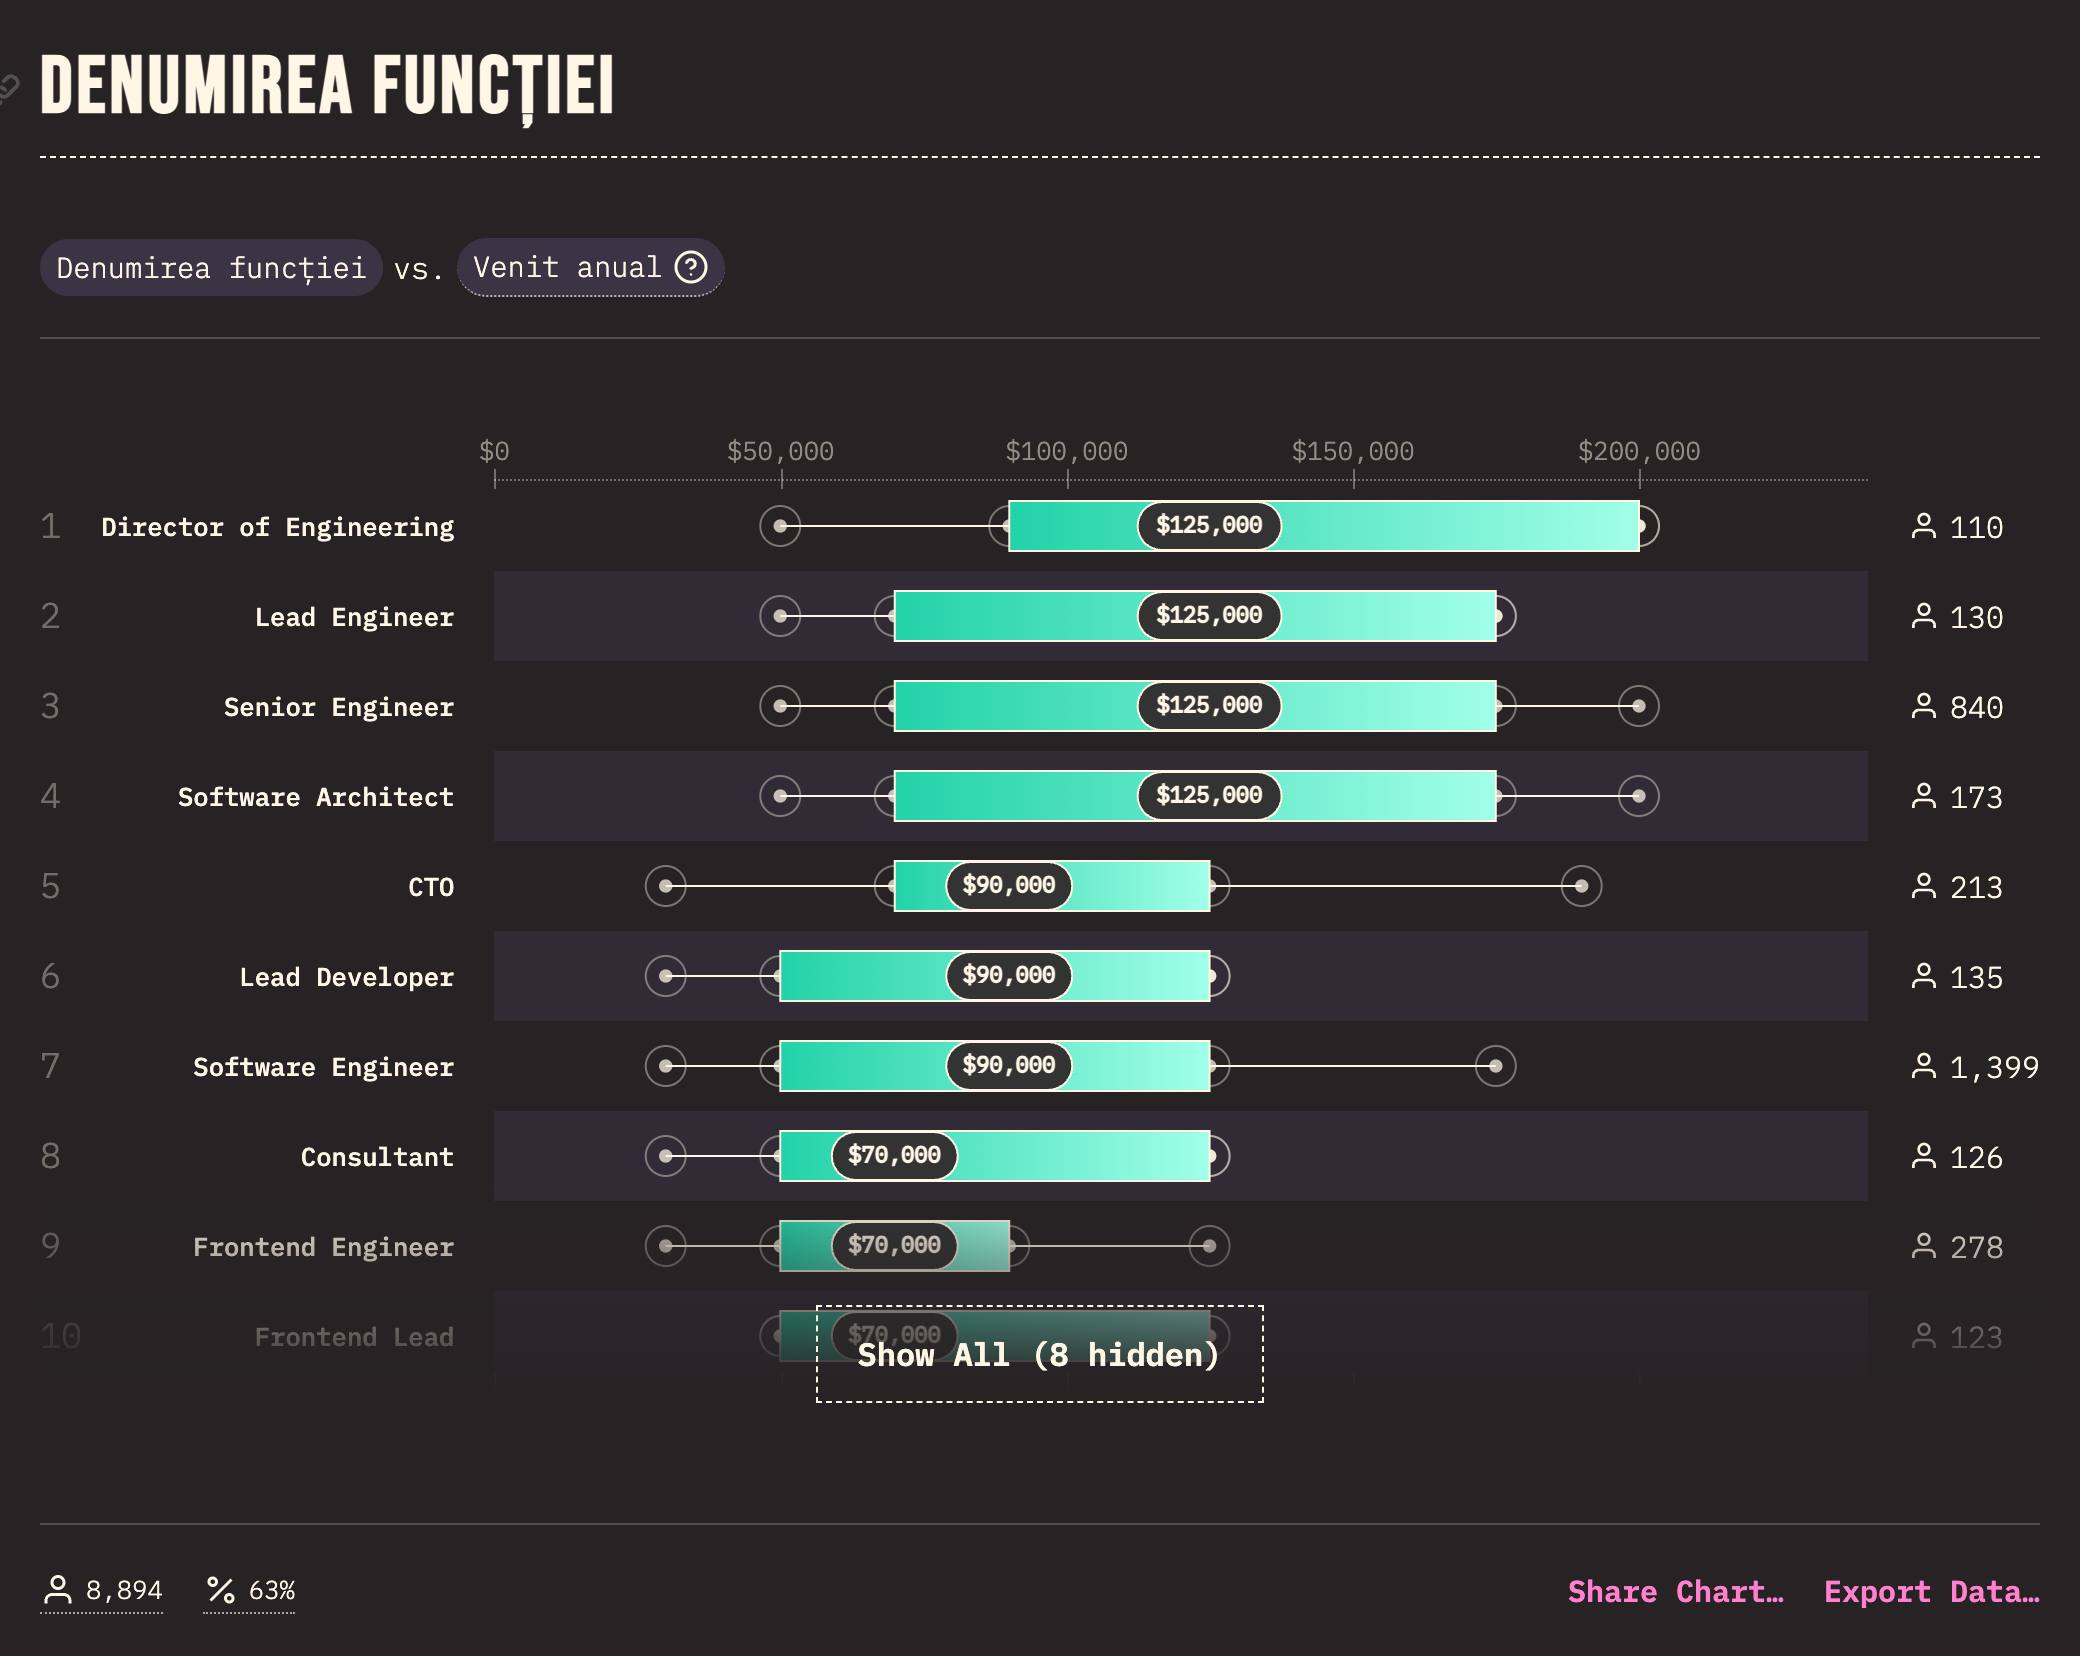 DENUMIREA FUNCȚIEI
Denumirea funcției vs. Venit anual ?
$0 $50,000 $100,000 $150,000 $200,000
1 Director of Engineering $125,000 110
2 Lead Engineer $125,000 130
3 Senior Engineer $125,000 840
4 Software Architect $125,000 173
5 CTO $90,000 213
6 Lead Developer $90,000 135
7 Software Engineer $90,000 1,399
8 Consultant $70,000 126
9 Frontend Engineer $70,000 278
10 Frontend Lead $70,000 123
Show All (8 hidden)
8,894 % 63% Share Chart… Export Data…